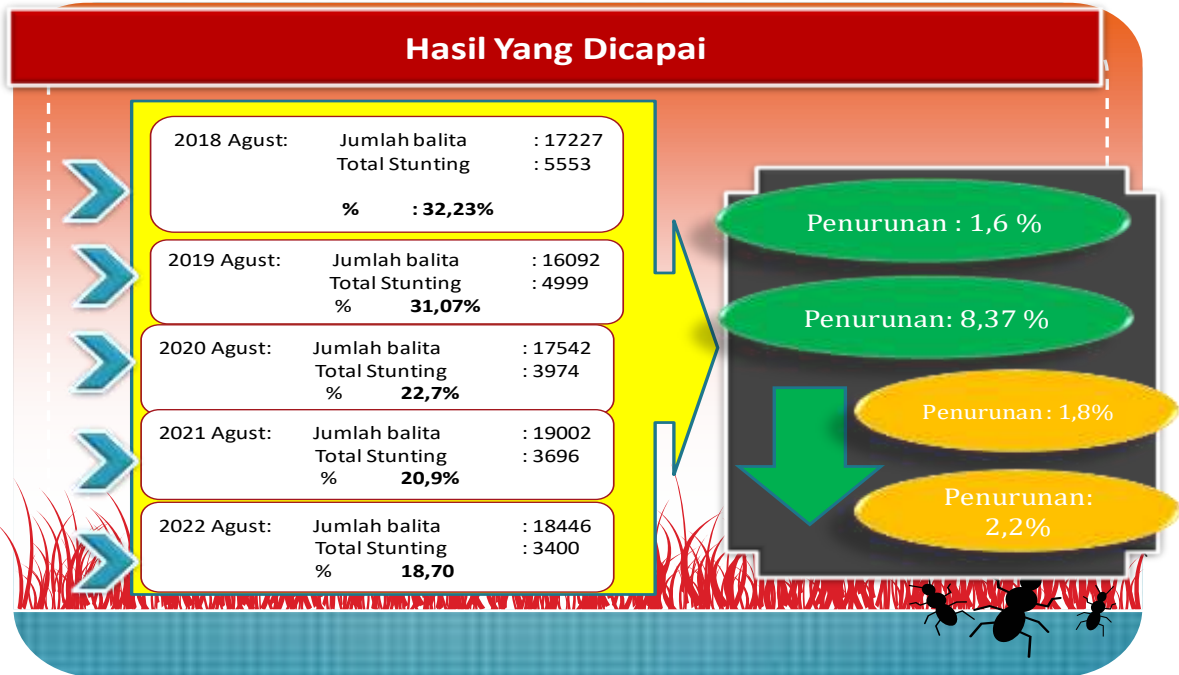 Hasil Yang Dicapai
2018 Agust: Jumlah balita : 17227
Total Stunting : 5553
% : 32,23%
2019 Agust: Jumlah balita : 16092
Total Stunting : 4999
% 31,07%
2020 Agust: Jumlah balita : 17542
Total Stunting : 3974
% 22,7%
2021 Agust: Jumlah balita : 19002
Total Stunting : 3696
% 20,9%
2022 Agust: Jumlah balita : 18446
Total Stunting : 3400
% 18,70
Penurunan : 1,6 %
Penurunan: 8,37 %
Penurunan : 1,8%
Penurunan:
2,2%